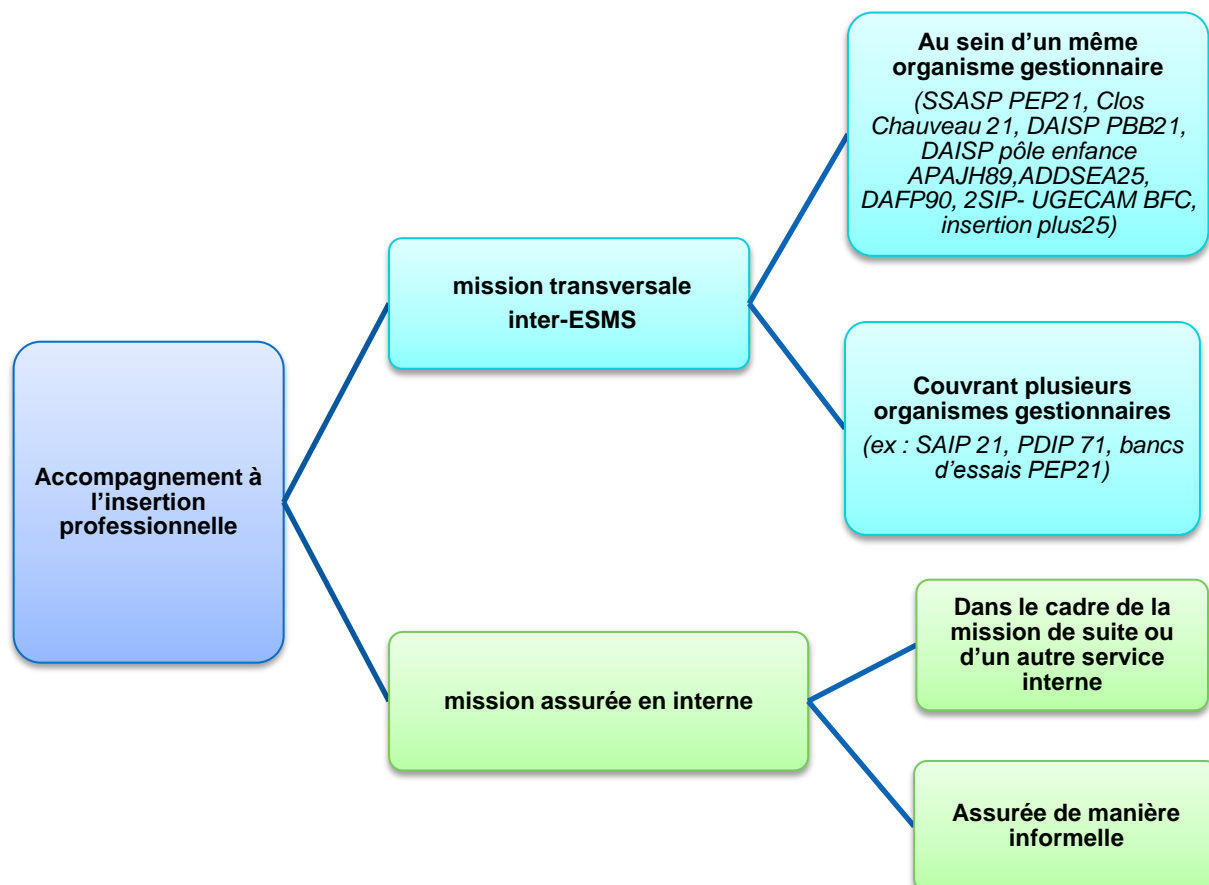 Accompagnement à
l’insertion
professionnelle
mission transversale
inter-ESMS
Au sein d’un même
organisme gestionnaire
(SSASP PEP21, Clos
Chauveau 21, DAISP PBB21,
DAISP pôle enfance
APAJH89,ADDSEA25,
DAFP90, 2SIP- UGECAM BFC,
insertion plus25)
Couvrant plusieurs
organismes gestionnaires
(ex : SAIP 21, PDIP 71, bancs
d’essais PEP21)
mission assurée en interne
Dans le cadre de la
mission de suite ou
d’un autre service
interne
Assurée de manière
informelle